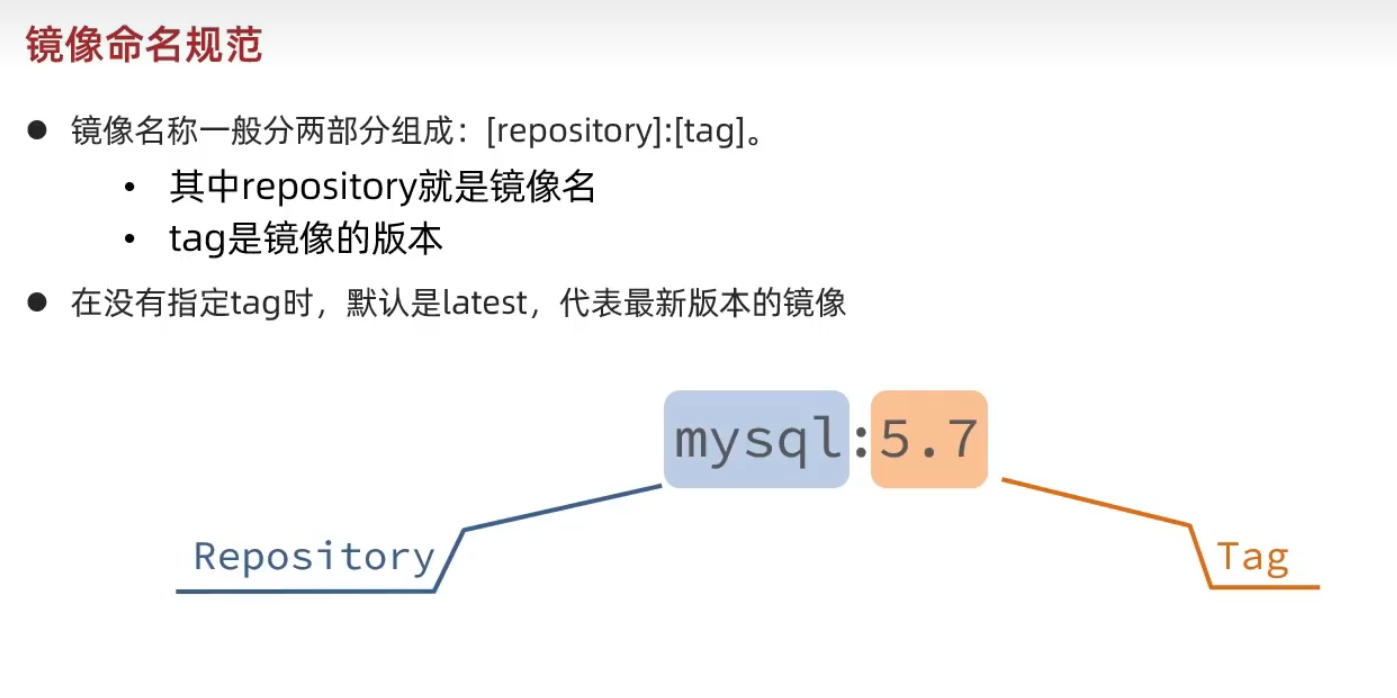 镜像命名规范
● 镜像名称一般分两部分组成：[repository]:[tag]。
• 其中repository就是镜像名
• tag是镜像的版本
● 在没有指定tag时，默认是latest，代表最新版本的镜像
mysql:5.7
Repository
Tag